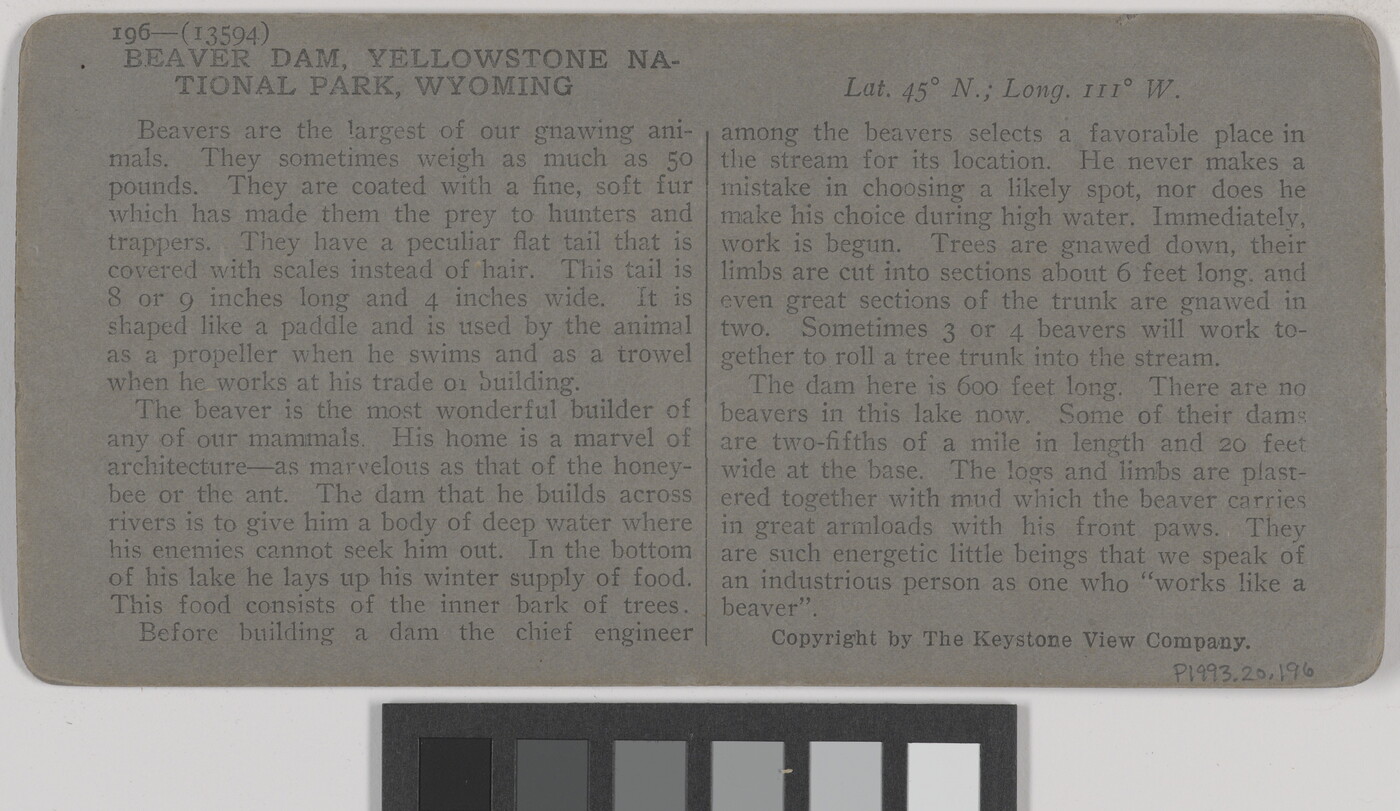 196—(13594)
BEAVER DAM, YELLOWSTONE NA-
TIONAL PARK, WYOMING
Lat. 45° N.; Long. 111° W.
Beavers are the largest of our gnawing ani-
mals. They sometimes weigh as much as 50
pounds. They are coated with a fine, soft fur
which has made them the prey to hunters and
trappers. They have a peculiar flat tail that is
covered with scales instead of hair. This tail is
8 or 9 inches long and 4 inches wide. It is
shaped like a paddle and is used by the animal
as a propeller when he swims and as a trowel
when he works at his trade of building.
The beaver is the most wonderful builder of
any of our mammals. His home is a marvel of
architecture—as marvelous as that of the honey-
bee or the ant. The dam that he builds across
rivers is to give him a body of deep water where
his enemies cannot seek him out. In the bottom
of his lake he lays up his winter supply of food.
This food consists of the inner bark of trees.
Before building a dam the chief engineer
among the beavers selects a favorable place in
the stream for its location. He never makes a
mistake in choosing a likely spot, nor does he
make his choice during high water. Immediately,
work is begun. Trees are gnawed down, their
limbs are cut into sections about 6 feet long. and
even great sections of the trunk are gnawed in
two. Sometimes 3 or 4 beavers will work to-
gether to roll a tree trunk into the stream.
The dam here is 600 feet long. There are no
beavers in this lake now. Some of their dams
are two-fifths of a mile in length and 20 feet
wide at the base. The logs and limbs are plast-
ered together with mud which the beaver carries
in great armloads with his front paws. They
are such energetic little beings that we speak of
an industrious person as one who “works like a
beaver”.
Copyright by The Keystone View Company.
P1993.20.196